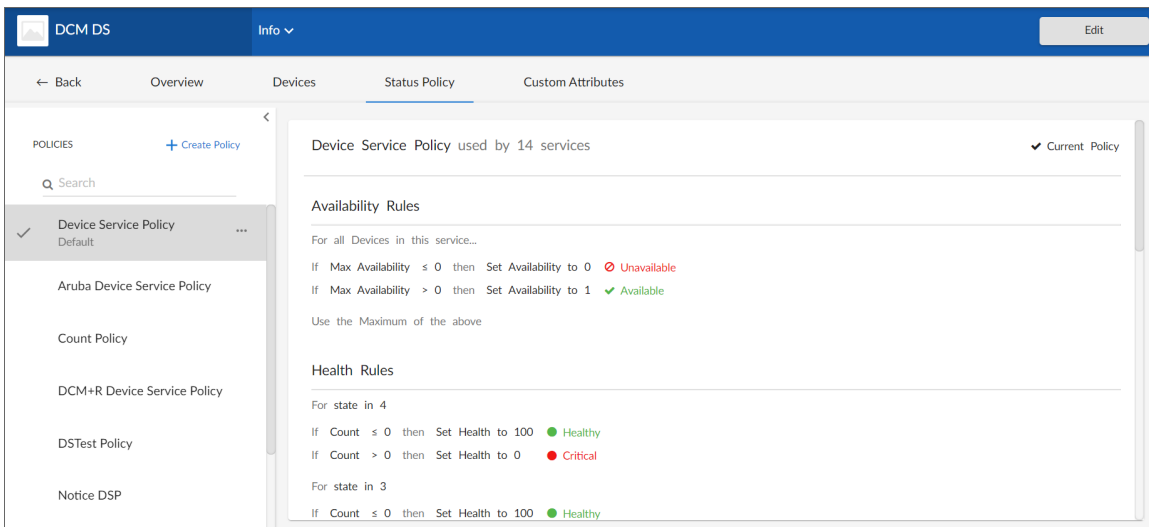 DCM DS
Info
Edit
← Back
Overview
Devices
Status Policy
Custom Attributes
POLICIES
+ Create Policy
Search
Device Service Policy
Default
...
Aruba Device Service Policy
Count Policy
DCM+R Device Service Policy
DSTest Policy
Notice DSP
Device Service Policy used by 14 services
Current Policy
Availability Rules
For all Devices in this service...
If Max Availability ≤ 0 then Set Availability to 0 Unavailable
If Max Availability > 0 then Set Availability to 1 Available
Use the Maximum of the above
Health Rules
For state in 4
If Count ≤ 0 then Set Health to 100 Healthy
If Count > 0 then Set Health to 0 Critical
For state in 3
If Count ≤ 0 then Set Health to 100 Healthy